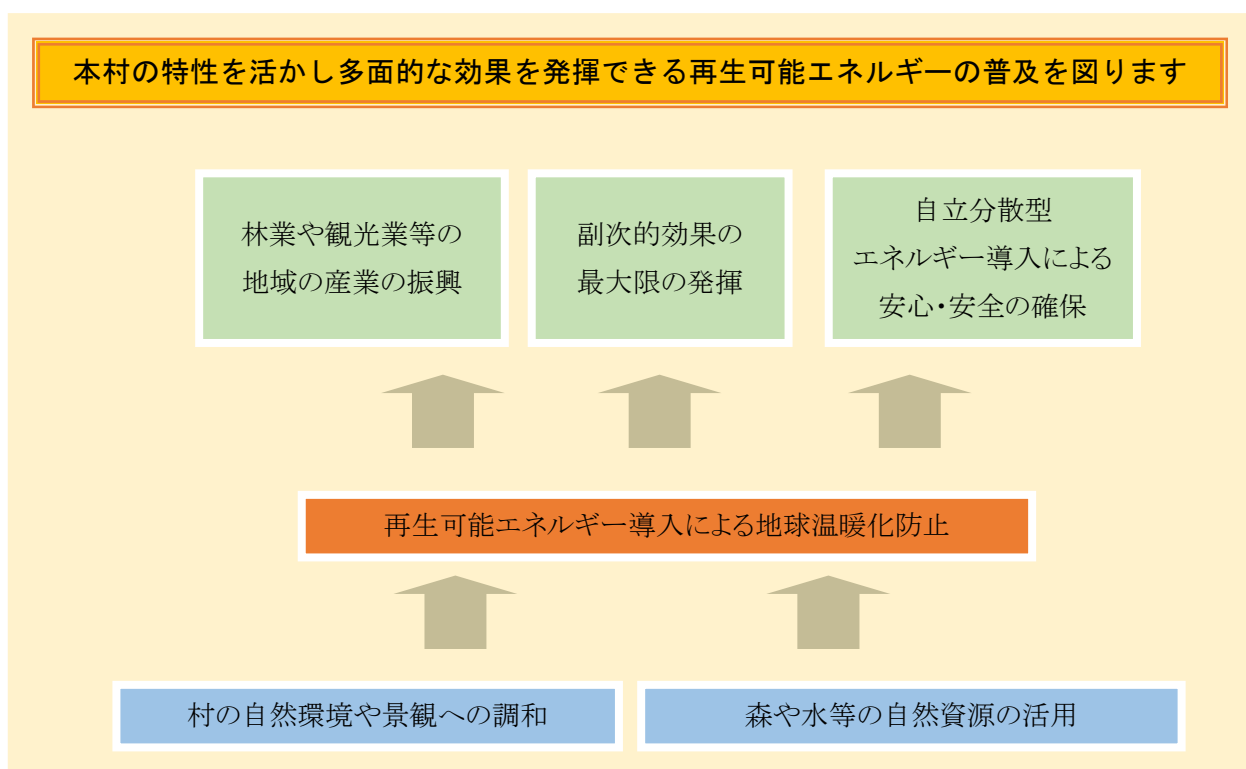 本村の特性を活かし多面的な効果を発揮できる再生可能エネルギーの普及を図ります
林業や観光業等の
地域の産業の振興
副次的効果の
最大限の発揮
自立分散型
エネルギー導入による
安心・安全の確保
再生可能エネルギー導入による地球温暖化防止
村の自然環境や景観への調和
森や水等の自然資源の活用